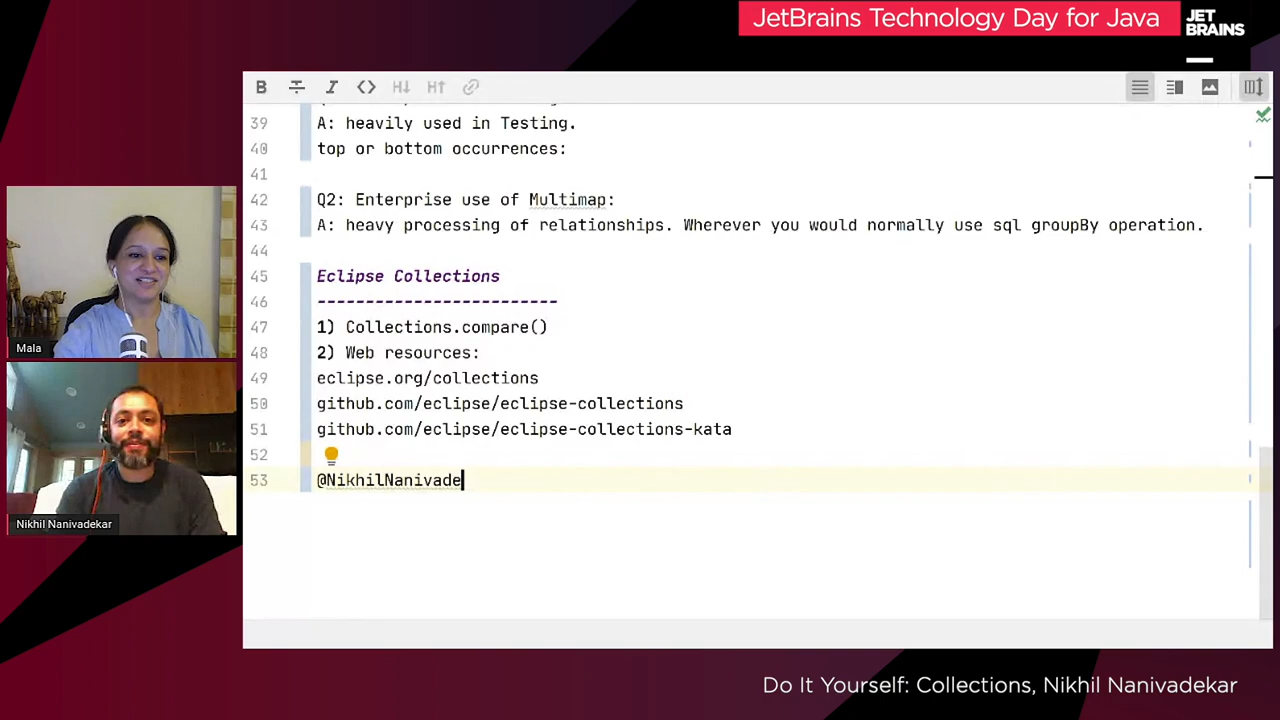 JetBrains Technology Day for Java
JET
BRAINS
39 A: heavily used in Testing.
40 top or bottom occurrences:
41
42 Q2: Enterprise use of Multimap:
43 A: heavy processing of relationships. Wherever you would normally use sql groupBy operation.
44
45 Eclipse Collections
46 -------------------------
47 1) Collections.compare()
48 2) Web resources:
49 eclipse.org/collections
50 github.com/eclipse/eclipse-collections
51 github.com/eclipse/eclipse-collections-kata
52
53 @NikhilNanivade
Mala
Nikhil Nanivadekar
Do It Yourself: Collections, Nikhil Nanivadekar